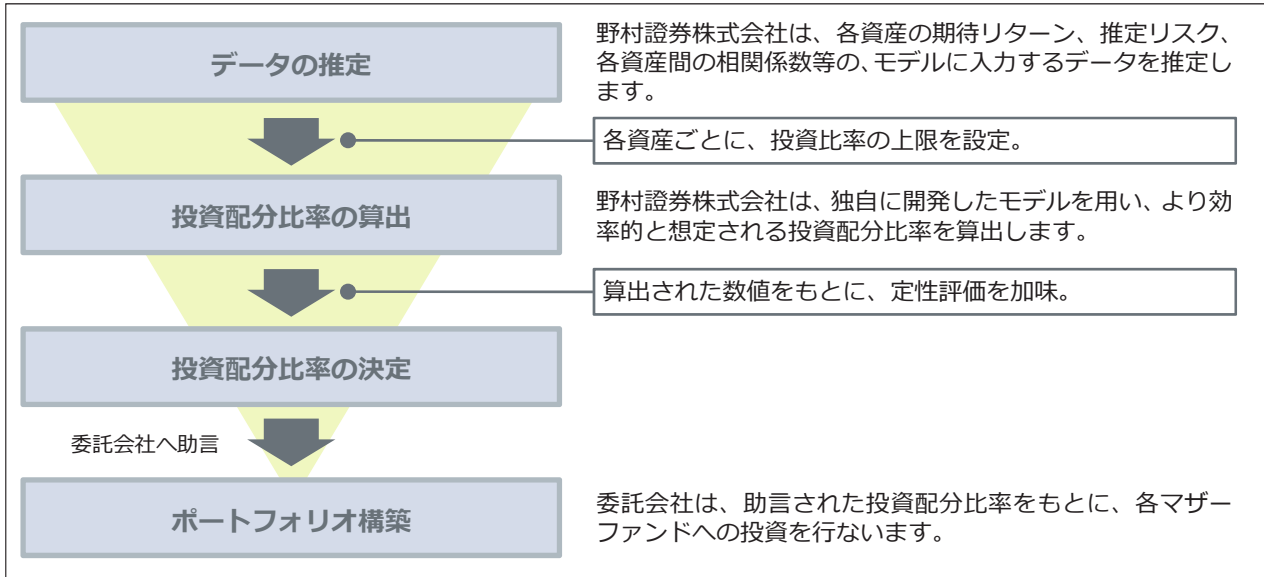 データの推定
野村證券株式会社は、各資産の期待リターン、推定リスク、
各資産間の相関係数等の、モデルに入力するデータを推定し
ます。
各資産ごとに、投資比率の上限を設定。
投資配分比率の算出
野村證券株式会社は、独自に開発したモデルを用い、より効
率的と想定される投資配分比率を算出します。
算出された数値をもとに、定性評価を加味。
投資配分比率の決定
委託会社へ助言
ポートフォリオ構築
委託会社は、助言された投資配分比率をもとに、各マザー
ファンドへの投資を行ないます。